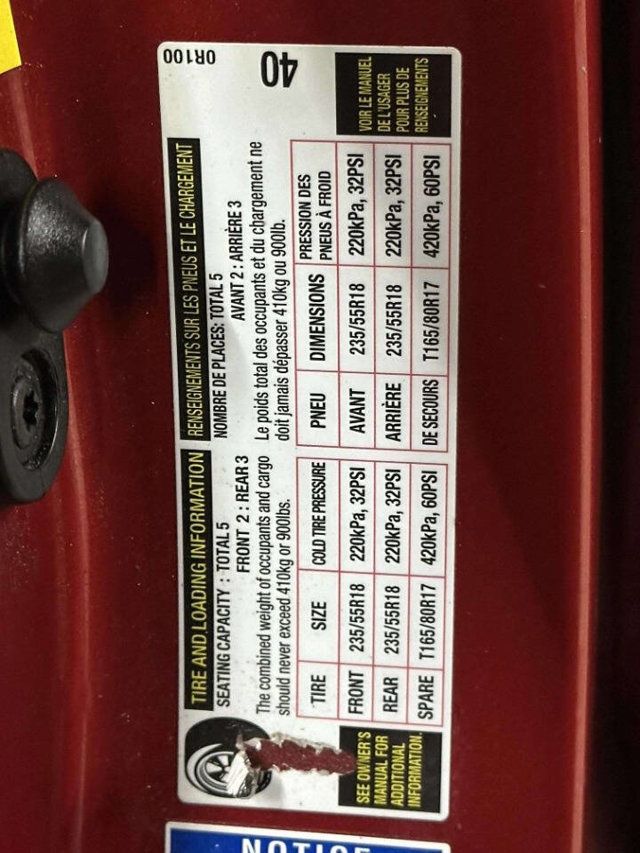 TIRE AND LOADING INFORMATION
SEATING CAPACITY : TOTAL 5
FRONT 2 : REAR 3
The combined weight of occupants and cargo
should never exceed 410kg or 900lbs.
TIRE SIZE COLD TIRE PRESSURE
FRONT 235/55R18 220kPa, 32PSI
REAR 235/55R18 220kPa, 32PSI
SPARE T165/80R17 420kPa, 60PSI
SEE OWNER'S
MANUAL FOR
ADDITIONAL
INFORMATION.
RENSEIGNEMENTS SUR LES PNEUS ET LE CHARGEMENT
NOMBRE DE PLACES: TOTAL 5
AVANT 2 : ARRIÈRE 3
Le poids total des occupants et du chargement ne
doit jamais dépasser 410kg ou 900lb.
PNEU DIMENSIONS PRESSION DES
PNEUS À FROID
AVANT 235/55R18 220kPa, 32PSI
ARRIÈRE 235/55R18 220kPa, 32PSI
DE SECOURS T165/80R17 420kPa, 60PSI
0R100
40
VOIR LE MANUEL
DE L'USAGER
POUR PLUS DE
RENSEIGNEMENTS
NOTICE